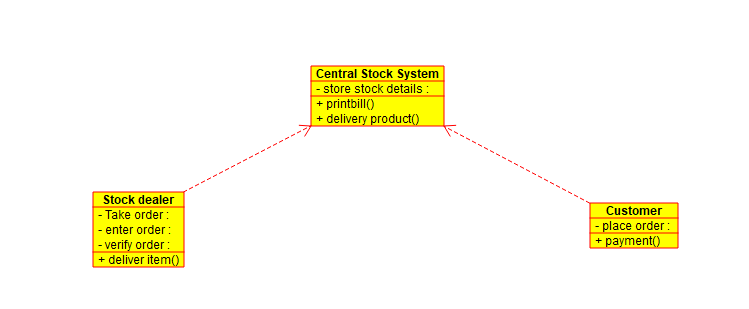 Central Stock System
- store stock details :
+ printbill()
+ delivery product()
Stock dealer
- Take order :
- enter order :
- verify order :
+ deliver item()
Customer
- place order :
+ payment()